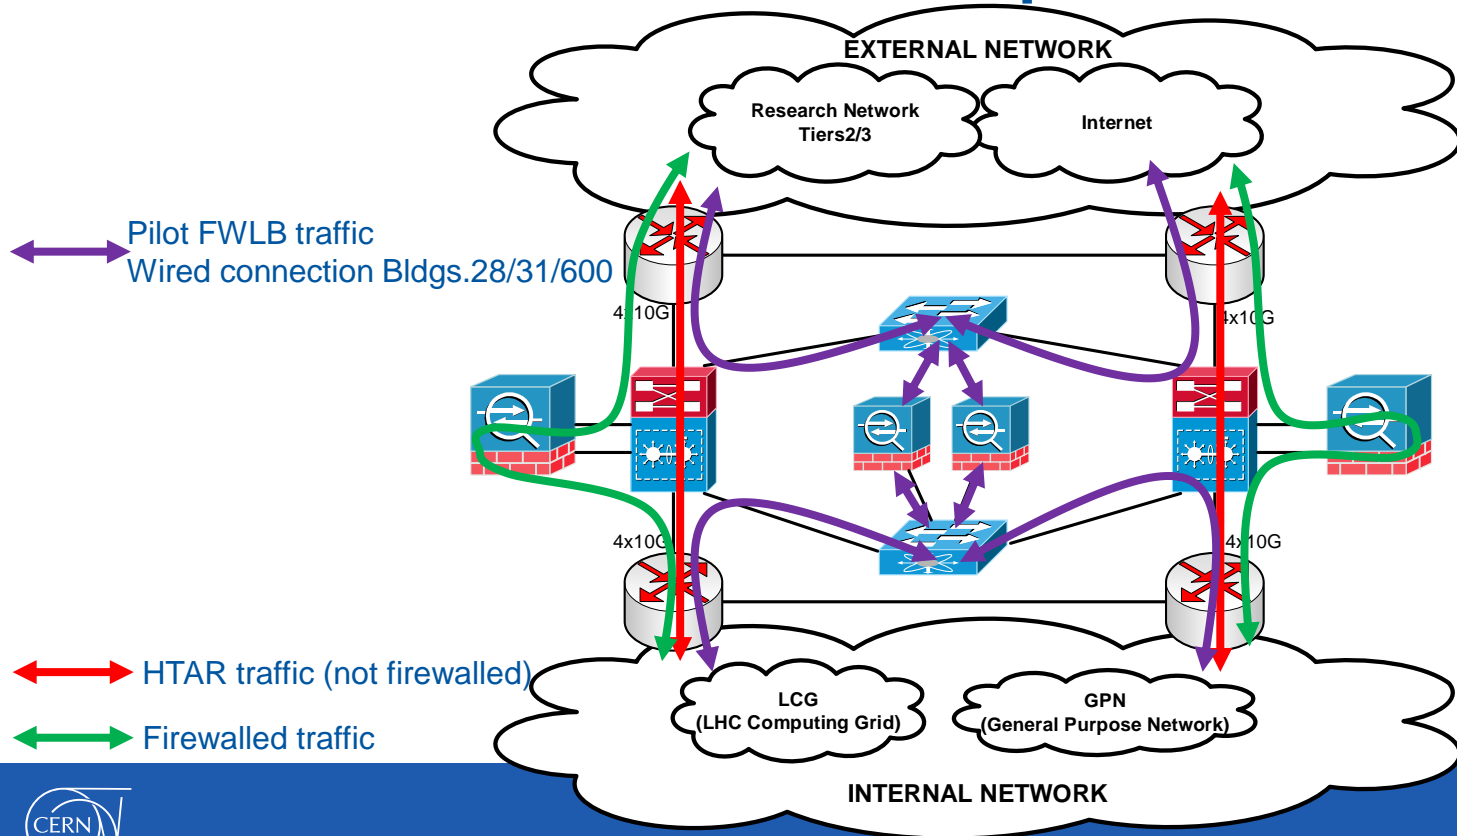 EXTERNAL NETWORK
Research Network
Tiers2/3
Internet
Pilot FWLB traffic
Wired connection Bldgs.28/31/600
4x10G
4x10G
4x10G
4x10G
HTAR traffic (not firewalled)
LCG
(LHC Computing Grid)
GPN
(General Purpose Network)
Firewalled traffic
INTERNAL NETWORK
CERN